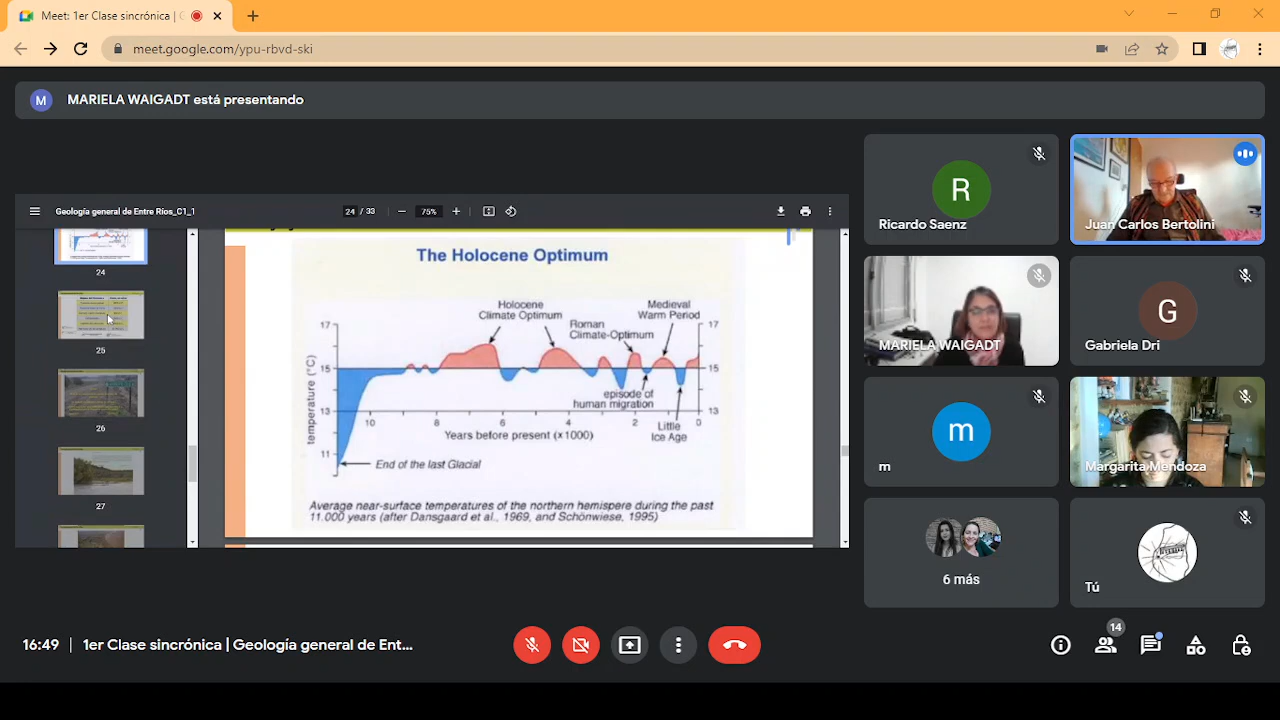 Meet: 1er Clase sincrónica | G
meet.google.com/ypu-rbvd-ski
M
MARIELA WAIGADT está presentando
Geología general de Entre Ríos_C1_1
24 / 33
75%
24
25
26
27
The Holocene Optimum
Holocene
Climate Optimum
Roman
Climate-Optimum
Medieval
Warm Period
17
15
13
11
17
15
13
temperature (°C)
episode of
human migration
10
8
6
4
2
0
Years before present (x1000)
Little
Ice Age
End of the last Glacial
Average near-surface temperatures of the northern hemispere during the past
11.000 years (after Dansgaard et al., 1969, and Schönwiese, 1995)
R
Ricardo Saenz
Juan Carlos Bertolini
MARIELA WAIGADT
G
Gabriela Dri
m
m
Margarita Mendoza
6 más
Tú
16:49 | 1er Clase sincrónica | Geología general de Ent...
14